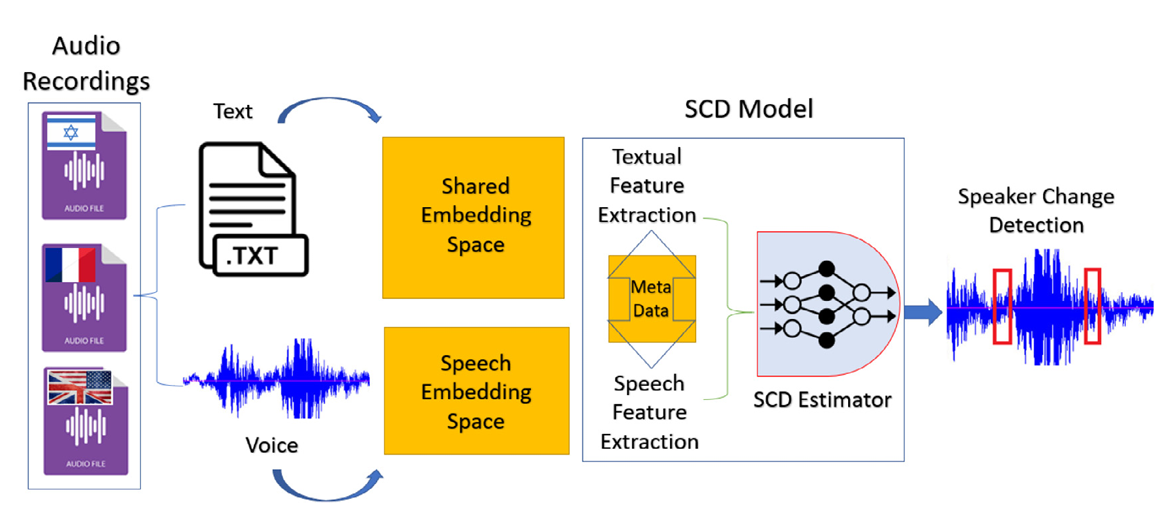 Audio
Recordings
AUDIO FILE
AUDIO FILE
AUDIO FILE
Text
.TXT
Voice
Shared
Embedding
Space
Speech
Embedding
Space
SCD Model
Textual
Feature
Extraction
Meta
Data
Speech
Feature
Extraction
SCD Estimator
Speaker Change
Detection